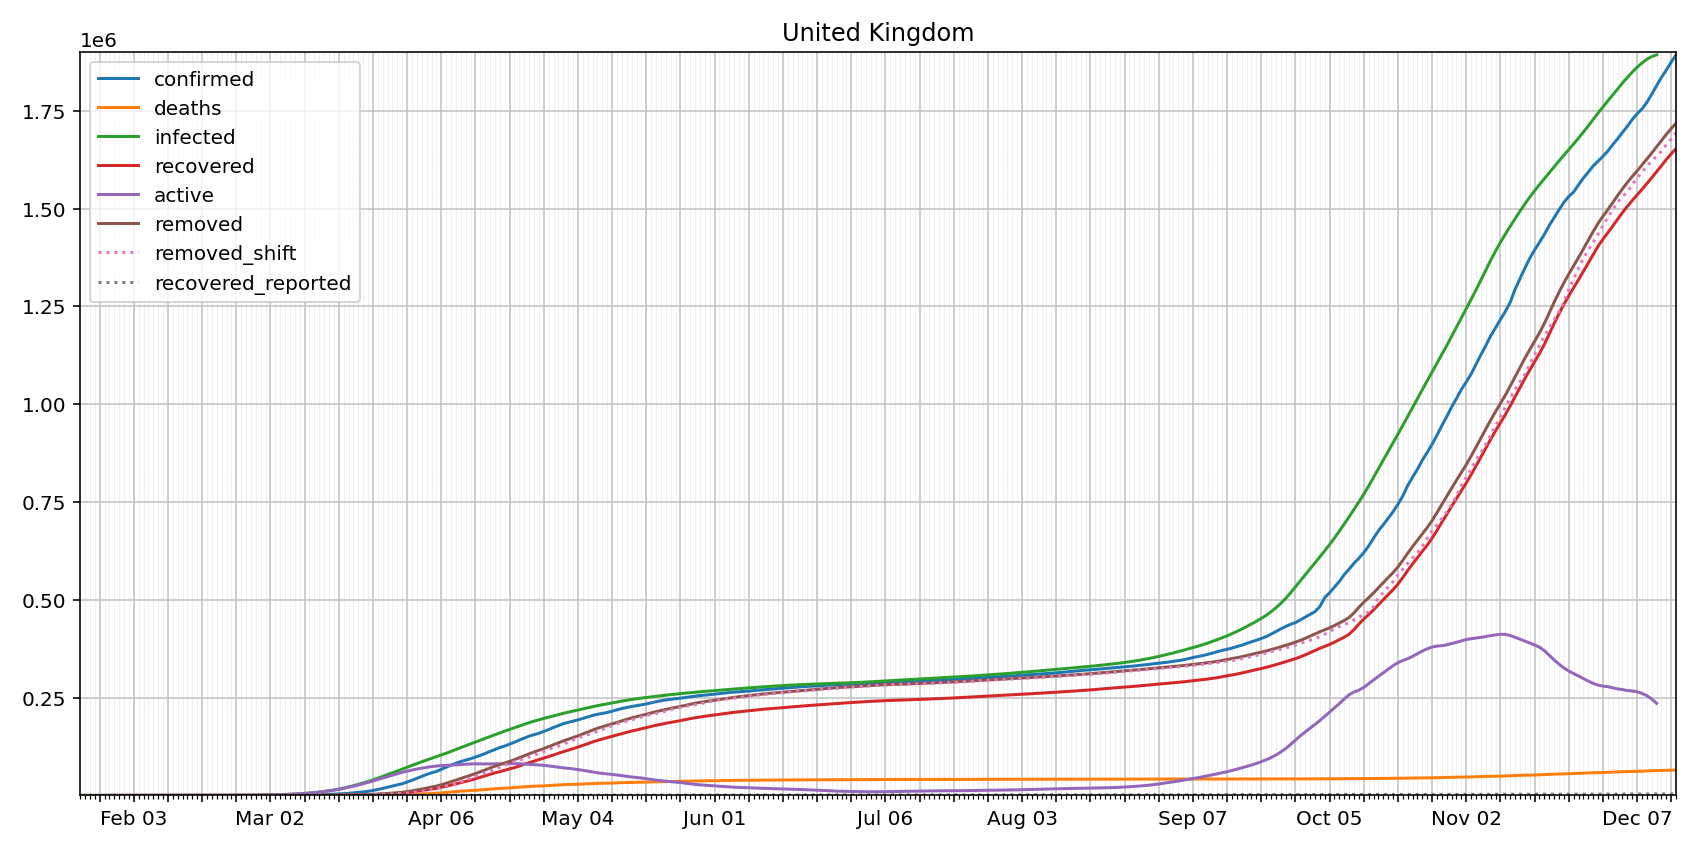 United Kingdom
1e6
confirmed
deaths
infected
recovered
active
removed
removed_shift
recovered_reported
1.75
1.50
1.25
1.00
0.75
0.50
0.25
Feb 03 Mar 02 Apr 06 May 04 Jun 01 Jul 06 Aug 03 Sep 07 Oct 05 Nov 02 Dec 07